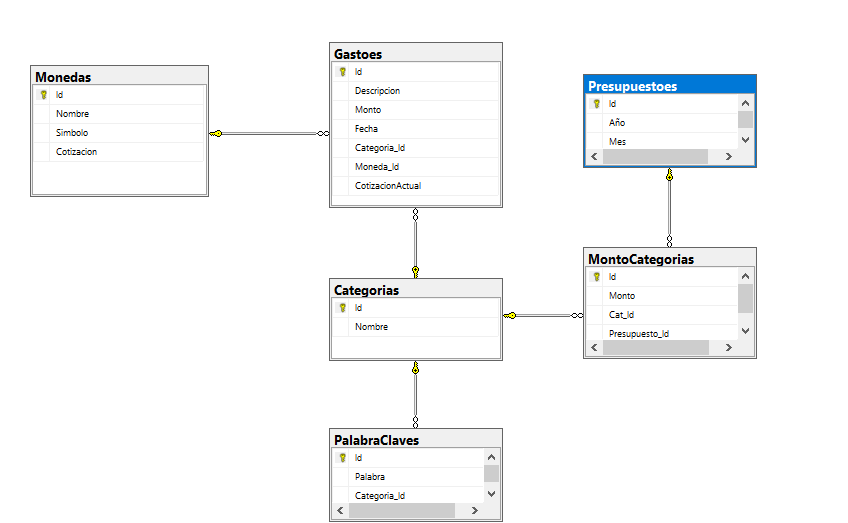 Monedas
Id
Nombre
Simbolo
Cotizacion
Gastoes
Id
Descripcion
Monto
Fecha
Categoria_Id
Moneda_Id
CotizacionActual
Presupuestoes
Id
Año
Mes
Categorias
Id
Nombre
MontoCategorias
Id
Monto
Cat_Id
Presupuesto_Id
PalabraClaves
Id
Palabra
Categoria_Id